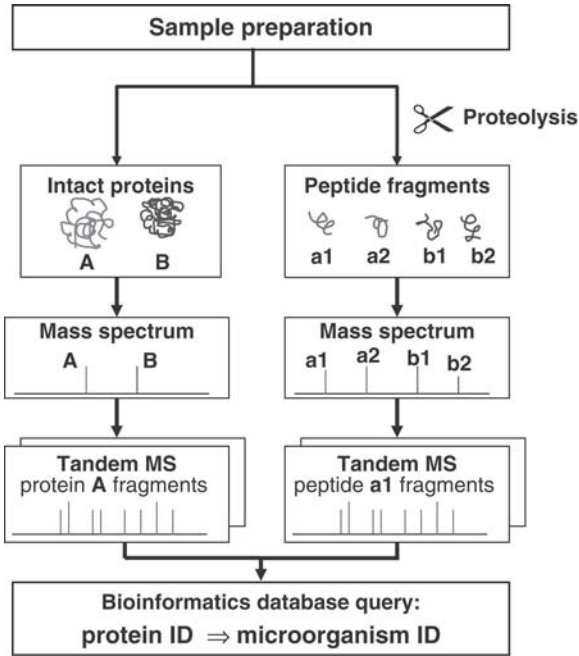 Sample preparation
Proteolysis
Intact proteins
A B
Peptide fragments
a1 a2 b1 b2
Mass spectrum
A B
Mass spectrum
a1 a2 b1 b2
Tandem MS
protein A fragments
Tandem MS
peptide a1 fragments
Bioinformatics database query:
protein ID ⇒ microorganism ID